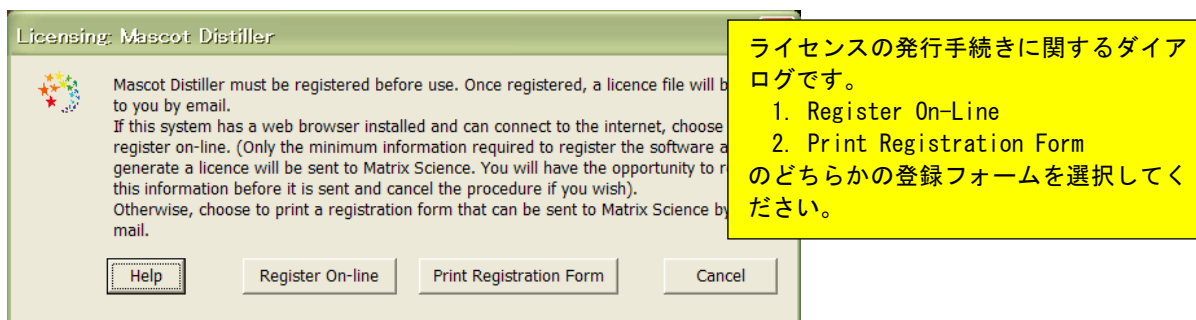 Licensing: Mascot Distiller
Mascot Distiller must be registered before use. Once registered, a licence file will b
to you by email.
If this system has a web browser installed and can connect to the internet, choose
register on-line. (Only the minimum information required to register the software a
generate a licence will be sent to Matrix Science. You will have the opportunity to r
this information before it is sent and cancel the procedure if you wish).
Otherwise, choose to print a registration form that can be sent to Matrix Science by
mail.
Help
Register On-line
Print Registration Form
Cancel
ライセンスの発行手続きに関するダイア
ログです。
1. Register On-Line
2. Print Registration Form
のどちらかの登録フォームを選択してく
ださい。